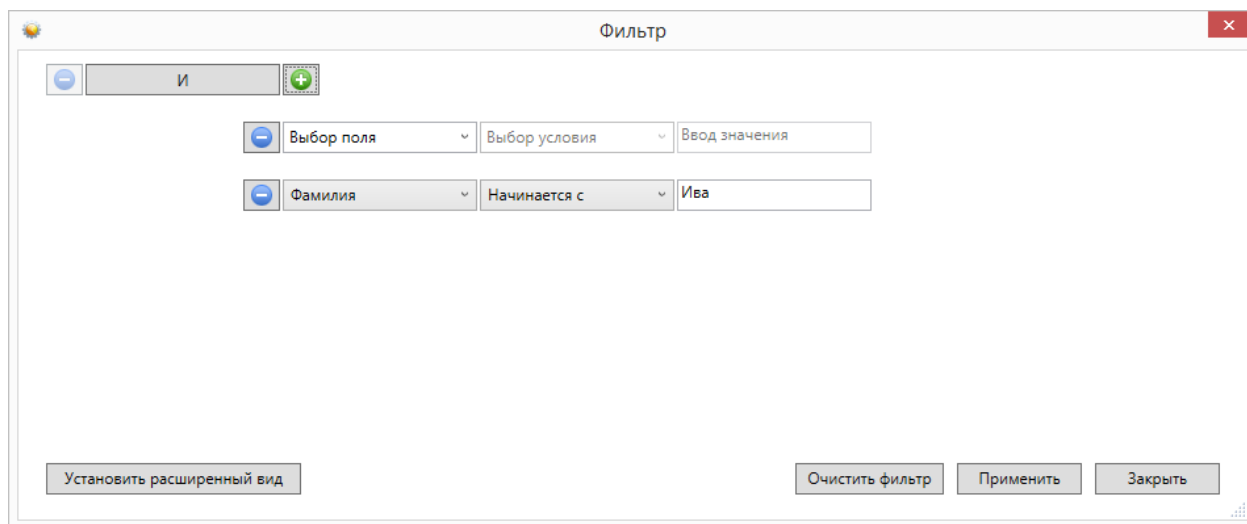 Фильтр
И
Выбор поля Выбор условия Ввод значения
Фамилия Начинается с Ива
Установить расширенный вид Очистить фильтр Применить Закрыть